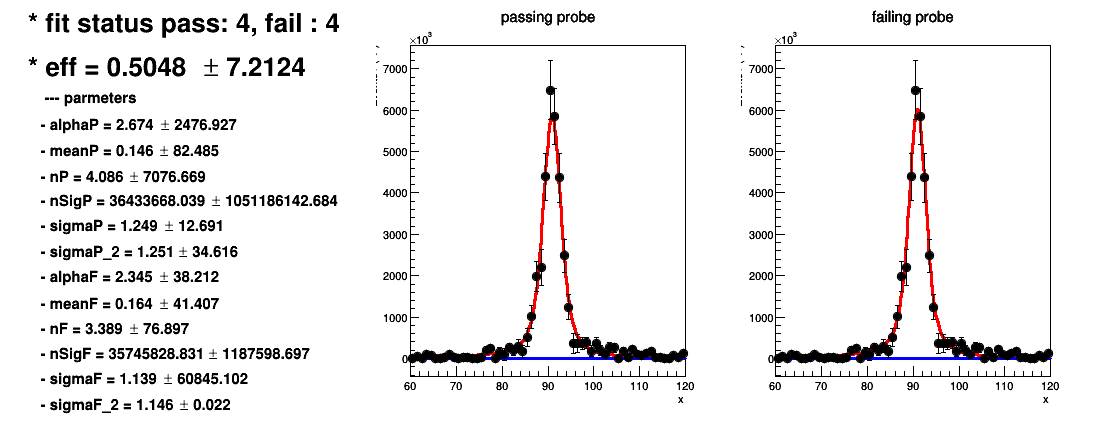 * fit status pass: 4, fail : 4
* eff = 0.5048 ± 7.2124
--- parmeters
- alphaP = 2.674 ± 2476.927
- meanP = 0.146 ± 82.485
- nP = 4.086 ± 7076.669
- nSigP = 36433668.039 ± 1051186142.684
- sigmaP = 1.249 ± 12.691
- sigmaP_2 = 1.251 ± 34.616
- alphaF = 2.345 ± 38.212
- meanF = 0.164 ± 41.407
- nF = 3.389 ± 76.897
- nSigF = 35745828.831 ± 1187598.697
- sigmaF = 1.139 ± 60845.102
- sigmaF_2 = 1.146 ± 0.022
passing probe
×10³
7000
6000
5000
4000
3000
2000
1000
0
60 70 80 90 100 110 120
x
failing probe
×10³
7000
6000
5000
4000
3000
2000
1000
0
60 70 80 90 100 110 120
x